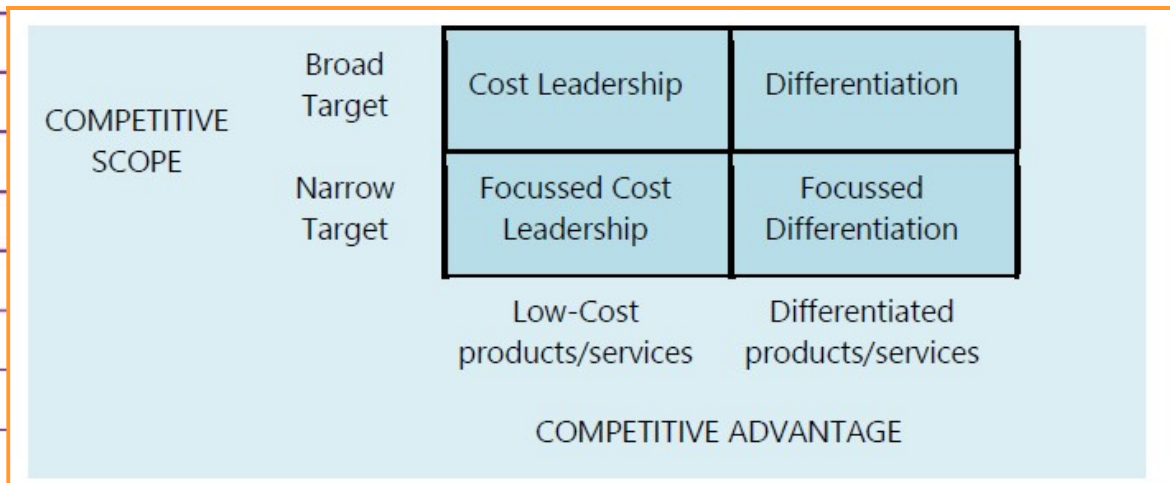 COMPETITIVE
SCOPE
Broad
Target
Cost Leadership
Differentiation
Narrow
Target
Focussed Cost
Leadership
Focussed
Differentiation
Low-Cost
products/services
Differentiated
products/services
COMPETITIVE ADVANTAGE